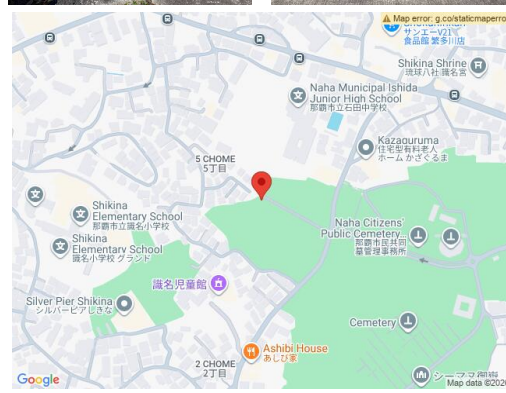 Map error: g.co/staticmaperro
サンエーV21
食品館 繁多川店
Shikina Shrine
琉球八社 識名宮
Naha Municipal Ishida
Junior High School
那覇市立石田中学校
Kazaguruma
住宅型有料老人
ホーム かざぐるま
5 CHOME
5丁目
Shikina
Elementary School
那覇市立識名小学校
Shikina
Elementary School
識名小学校 グランド
Naha Citizens'
Public Cemetery...
那覇市民共同
墓管理事務所
識名児童館
Silver Pier Shikina
シルバーピアしきな
Cemetery
Ashibi House
あしび家
2 CHOME
2丁目
シーマヌ御嶽
Google
Map data ©2026